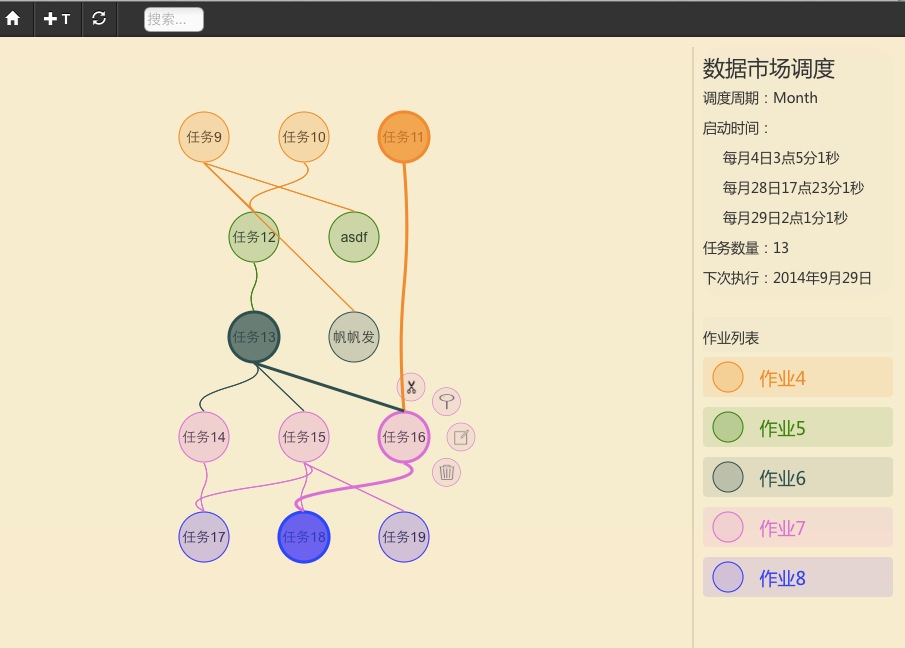 T
搜索...
任务9
任务10
任务11
任务12
asdf
任务13
帆帆发
任务14
任务15
任务16
任务17
任务18
任务19
数据市场调度
调度周期：Month
启动时间：
每月4日3点5分1秒
每月28日17点23分1秒
每月29日2点1分1秒
任务数量：13
下次执行：2014年9月29日
作业列表
作业4
作业5
作业6
作业7
作业8